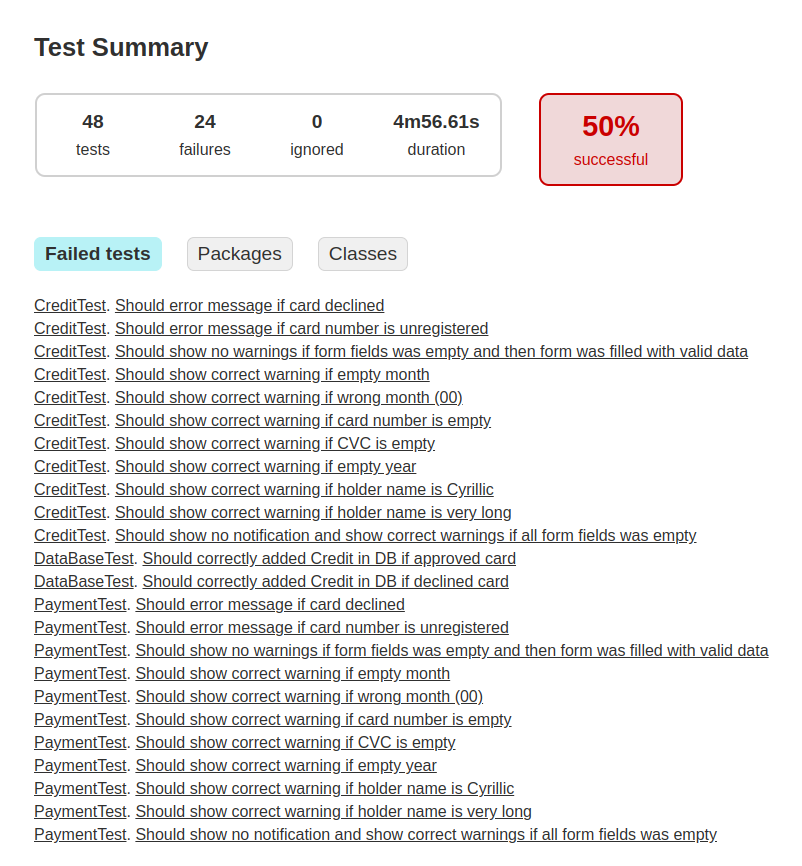 Test Summary
48 24 0 4m56.61s
tests failures ignored duration
50%
successful
Failed tests Packages Classes
CreditTest. Should error message if card declined
CreditTest. Should error message if card number is unregistered
CreditTest. Should show no warnings if form fields was empty and then form was filled with valid data
CreditTest. Should show correct warning if empty month
CreditTest. Should show correct warning if wrong month (00)
CreditTest. Should show correct warning if card number is empty
CreditTest. Should show correct warning if CVC is empty
CreditTest. Should show correct warning if empty year
CreditTest. Should show correct warning if holder name is Cyrillic
CreditTest. Should show correct warning if holder name is very long
CreditTest. Should show no notification and show correct warnings if all form fields was empty
DataBaseTest. Should correctly added Credit in DB if approved card
DataBaseTest. Should correctly added Credit in DB if declined card
PaymentTest. Should error message if card declined
PaymentTest. Should error message if card number is unregistered
PaymentTest. Should show no warnings if form fields was empty and then form was filled with valid data
PaymentTest. Should show correct warning if empty month
PaymentTest. Should show correct warning if wrong month (00)
PaymentTest. Should show correct warning if card number is empty
PaymentTest. Should show correct warning if CVC is empty
PaymentTest. Should show correct warning if empty year
PaymentTest. Should show correct warning if holder name is Cyrillic
PaymentTest. Should show correct warning if holder name is very long
PaymentTest. Should show no notification and show correct warnings if all form fields was empty